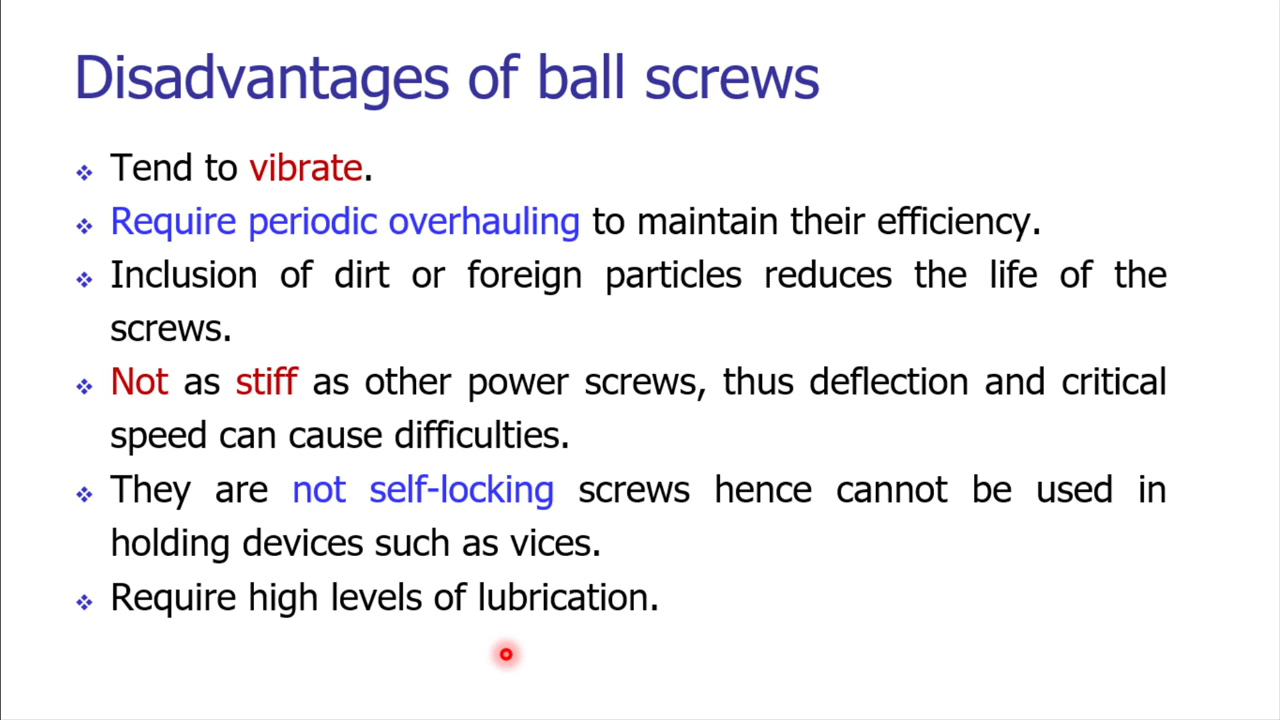 Disadvantages of ball screws
Tend to vibrate.
Require periodic overhauling to maintain their efficiency.
Inclusion of dirt or foreign particles reduces the life of the
screws.
Not as stiff as other power screws, thus deflection and critical
speed can cause difficulties.
They are not self-locking screws hence cannot be used in
holding devices such as vices.
Require high levels of lubrication.